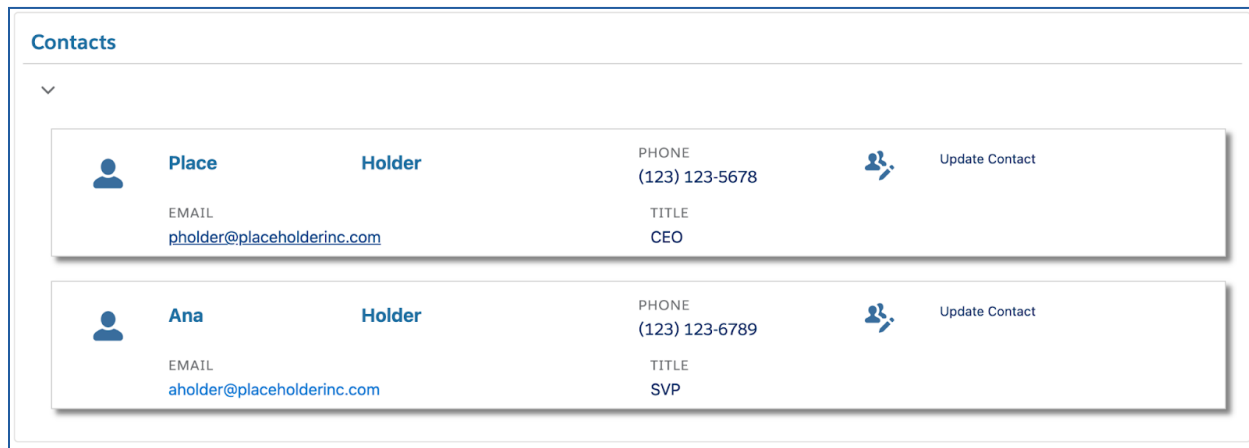 Contacts
Place Holder
PHONE
(123) 123-5678
Update Contact
EMAIL
pholder@placeholderinc.com
TITLE
CEO
Ana Holder
PHONE
(123) 123-6789
Update Contact
EMAIL
aholder@placeholderinc.com
TITLE
SVP